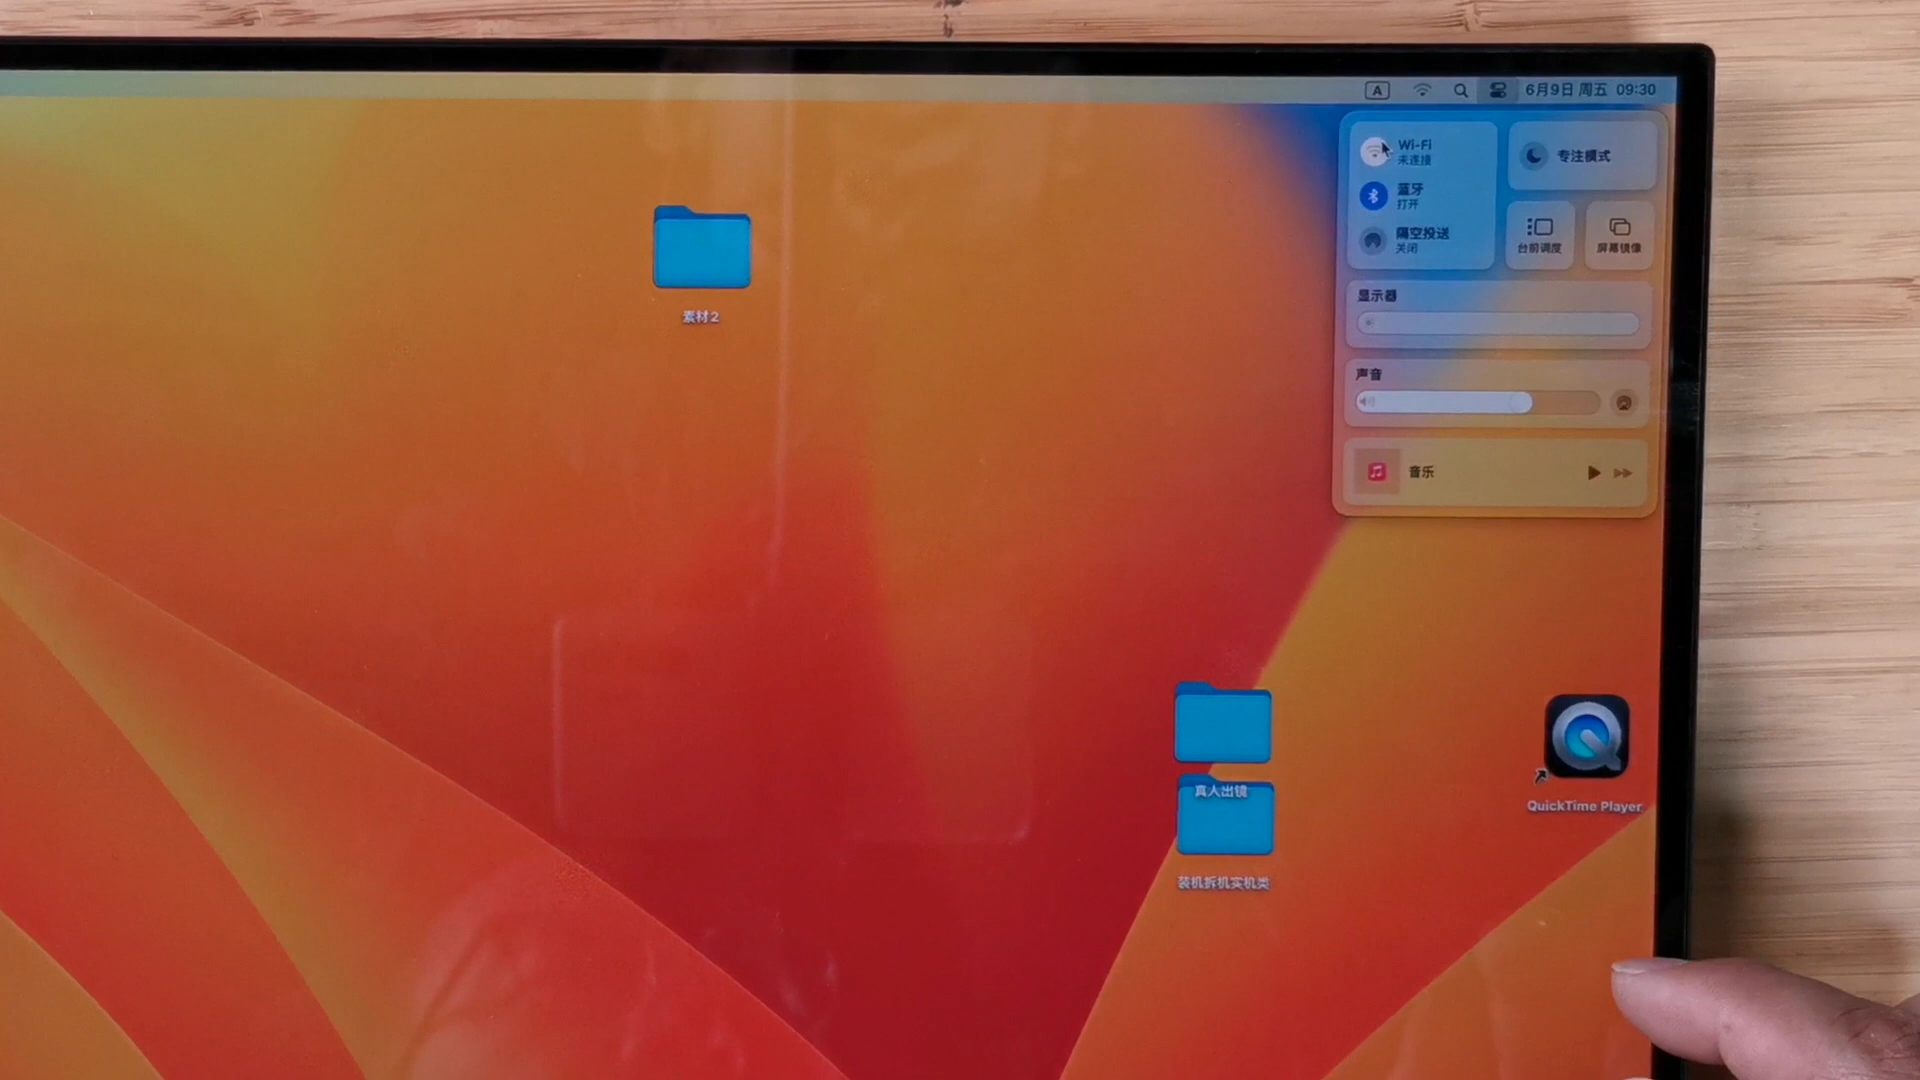 A
6月9日 周五 09:30
Wi-Fi
未连接
专注模式
蓝牙
打开
隔空投送
关闭
台前调度
屏幕镜像
显示器
声音
音乐
素材2
真人出镜
装机拆机实机类
QuickTime Player